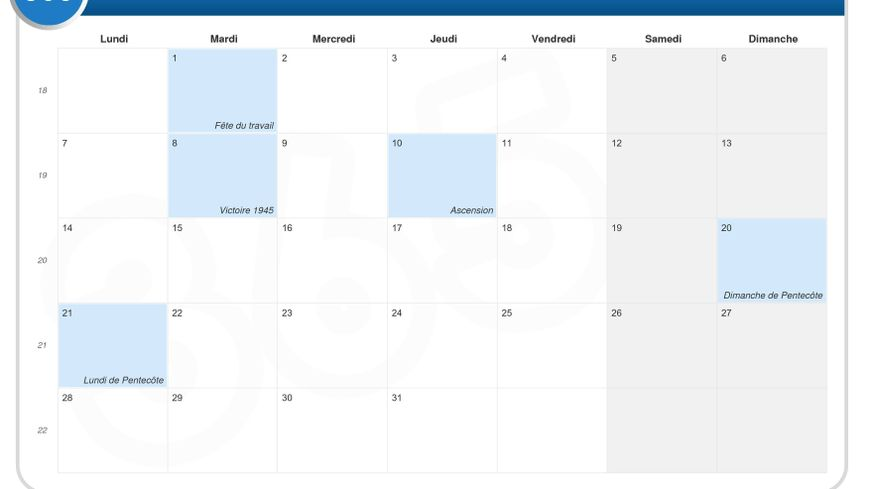 Lundi Mardi Mercredi Jeudi Vendredi Samedi Dimanche
18 1 2 3 4 5 6
Fête du travail
19 7 8 9 10 11 12 13
Victoire 1945 Ascension
20 14 15 16 17 18 19 20
Dimanche de Pentecôte
21 21 22 23 24 25 26 27
Lundi de Pentecôte
22 28 29 30 31